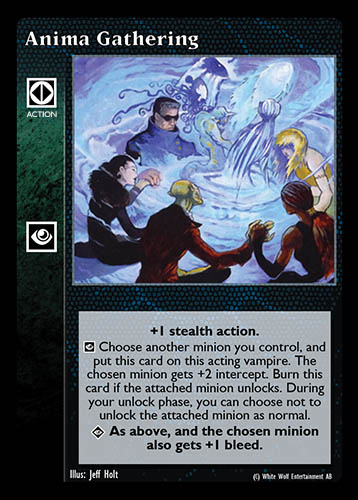 Anima Gathering
ACTION
+1 stealth action.
Choose another minion you control, and
put this card on this acting vampire. The
chosen minion gets +2 intercept. Burn this
card if the attached minion unlocks. During
your unlock phase, you can choose not to
unlock the attached minion as normal.
As above, and the chosen minion
also gets +1 bleed.
Illus: Jeff Holt
(C) White Wolf Entertainment AB